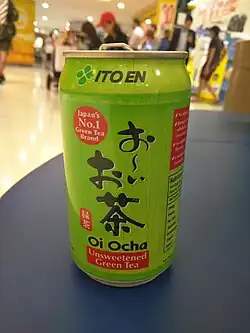 ITO EN
Japan's
No.1
Green Tea
Brand
お〜い
お茶
緑茶
Oi Ocha
Unsweetened
Green Tea